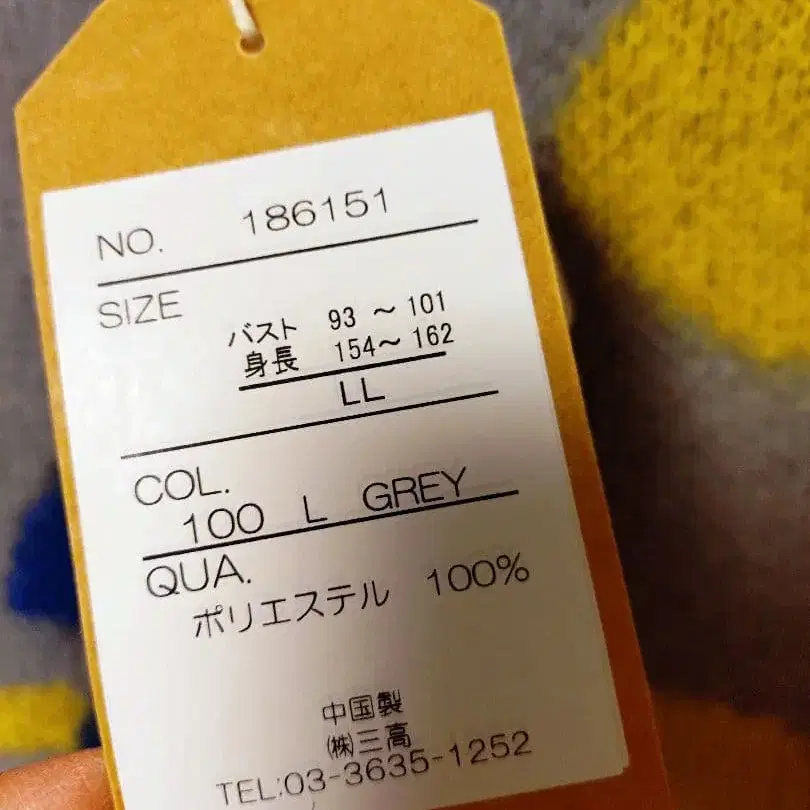 NO. 186151
SIZE
バスト 93 ～ 101
身長 154～ 162
LL
COL.
100 L GREY
QUA.
ポリエステル 100%
中国製
㈱三高
TEL:03-3635-1252